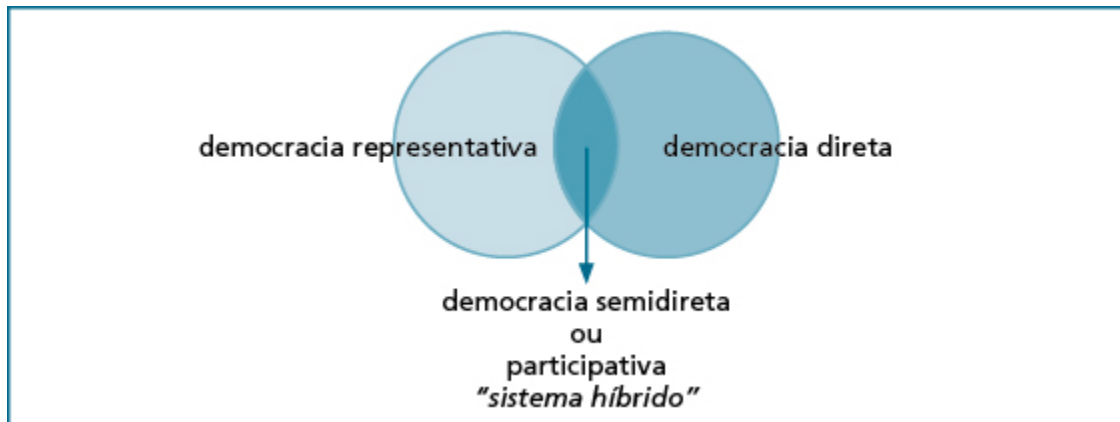 democracia representativa
democracia direta
democracia semidireta
ou
participativa
“sistema híbrido”